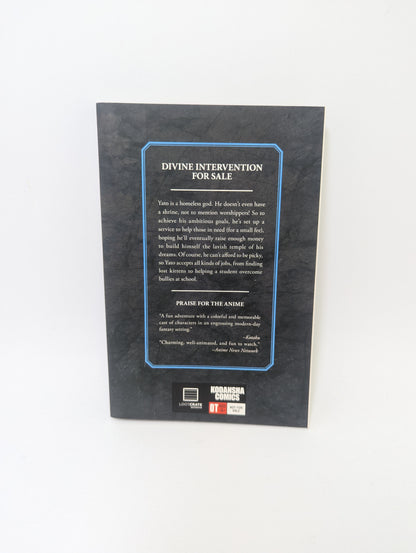 DIVINE INTERVENTION
FOR SALE
Yato is a homeless god. He doesn't even have
a shrine, not to mention worshippers! So to
achieve his ambitious goals, he's set up a
service to help those in need (for a small fee),
hoping he'll eventually raise enough money
to build himself the lavish temple of his
dreams. Of course, he can't afford to be picky,
so Yato accepts all kinds of jobs, from finding
lost kittens to helping a student overcome
bullies at school.
PRAISE FOR THE ANIME
"A fun adventure with a colorful and memorable
cast of characters in an engrossing modern-day
fantasy setting."
–Kotaku
"Charming, well-animated, and fun to watch."
–Anime News Network
LOOTCRATE
KODANSHA
COMICS
OT
NOT FOR
SALE